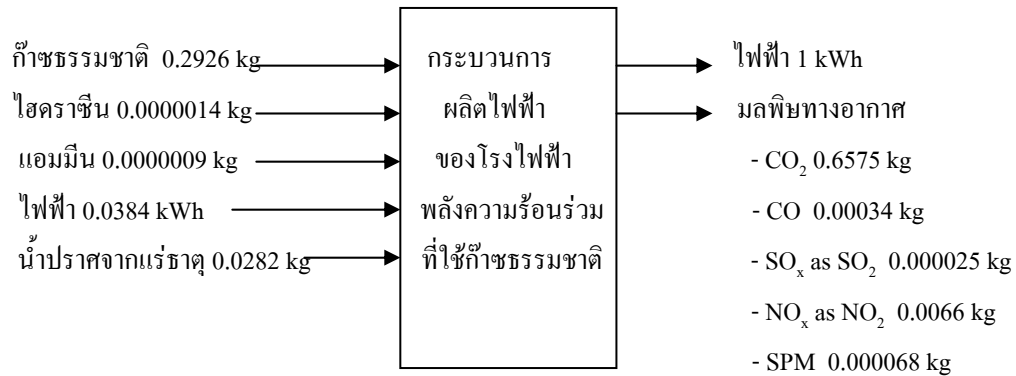 ก๊าซธรรมชาติ 0.2926 kg
ไฮดราซีน 0.0000014 kg
แอมมีน 0.0000009 kg
ไฟฟ้า 0.0384 kWh
น้ำปราศจากแร่ธาตุ 0.0282 kg
กระบวนการ
ผลิตไฟฟ้า
ของโรงไฟฟ้า
พลังความร้อนร่วม
ที่ใช้ก๊าซธรรมชาติ
ไฟฟ้า 1 kWh
มลพิษทางอากาศ
- CO₂ 0.6575 kg
- CO 0.00034 kg
- SOₓ as SO₂ 0.000025 kg
- NOₓ as NO₂ 0.0066 kg
- SPM 0.000068 kg